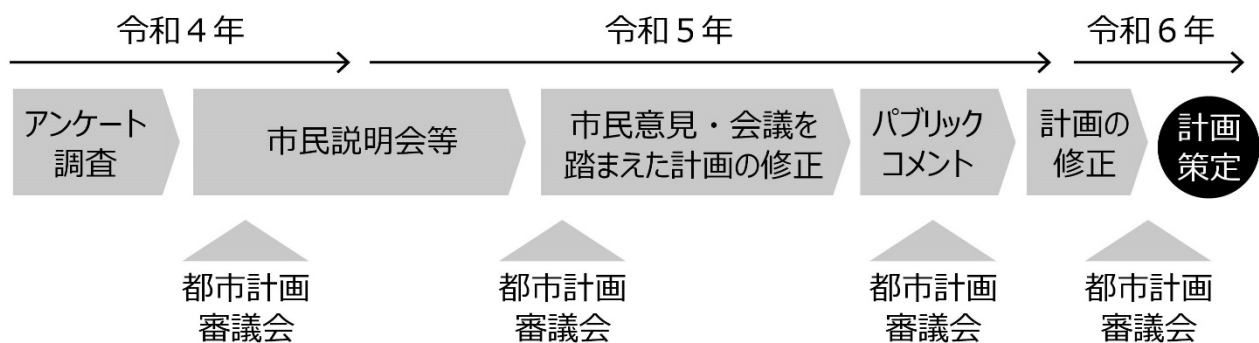 令和４年
令和５年
令和６年
アンケート
調査
市民説明会等
市民意見・会議を
踏まえた計画の修正
パブリック
コメント
計画の
修正
計画
策定
都市計画
審議会
都市計画
審議会
都市計画
審議会
都市計画
審議会